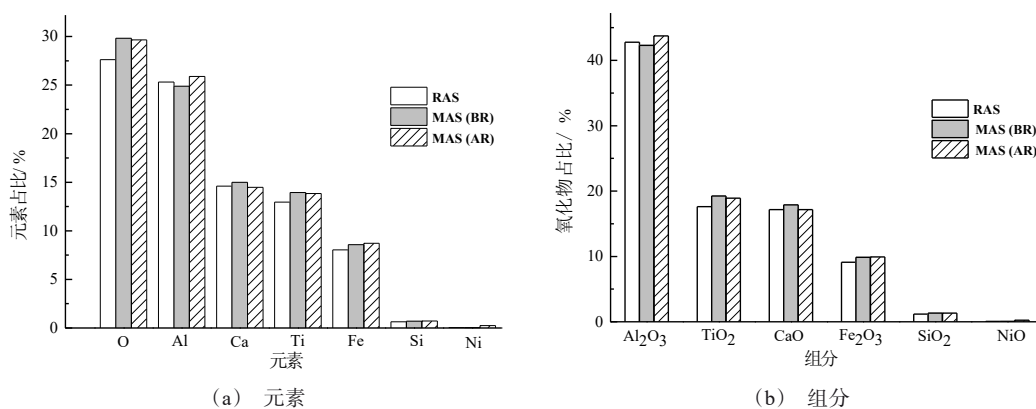 30
25
20
15
10
5
0
元素占比/%
RAS
MAS (BR)
MAS (AR)
O Al Ca Ti Fe Si Ni
元素
(a) 元素
40
30
20
10
0
氧化物占比/ %
RAS
MAS (BR)
MAS (AR)
Al₂O₃ TiO₂ CaO Fe₂O₃ SiO₂ NiO
组分
(b) 组分